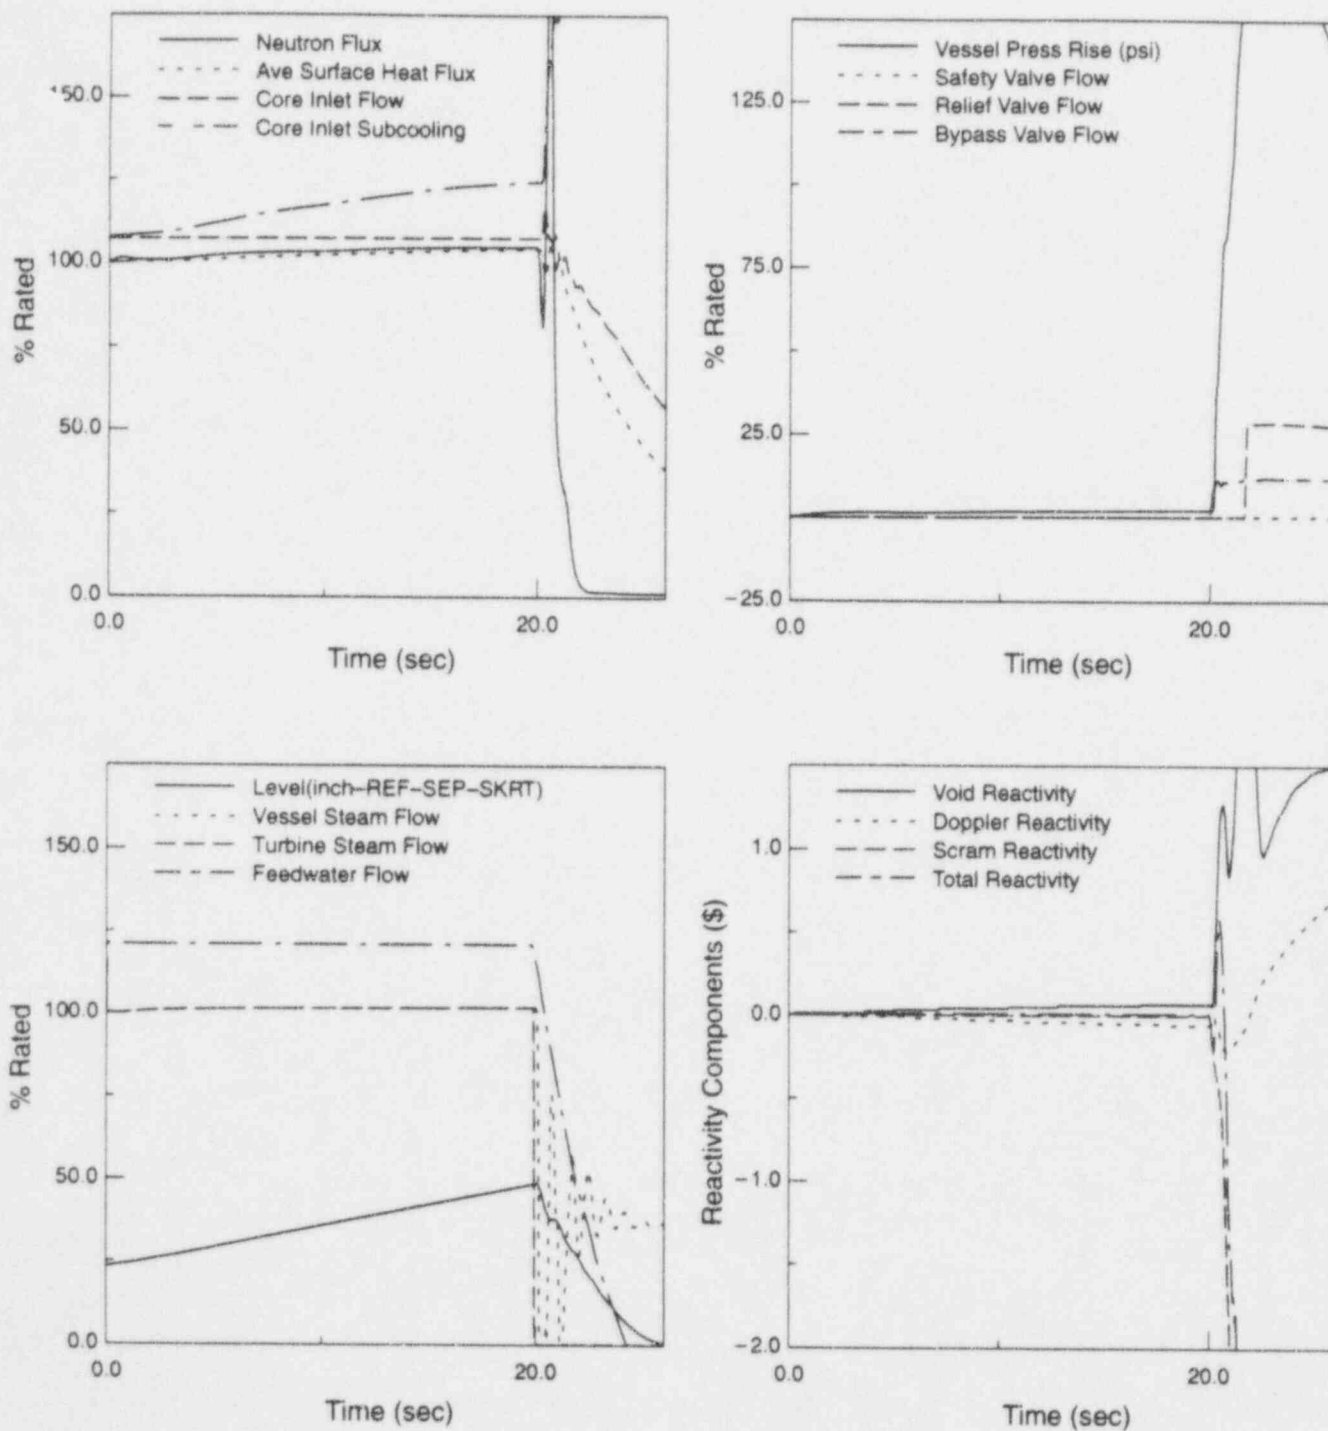 Neutron Flux
Ave Surface Heat Flux
Core Inlet Flow
Core Inlet Subcooling
150.0
100.0
50.0
0.0
% Rated
0.0
20.0
Time (sec)
Vessel Press Rise (psi)
Safety Valve Flow
Relief Valve Flow
Bypass Valve Flow
125.0
75.0
25.0
−25.0
% Rated
0.0
20.0
Time (sec)
Level(inch–REF–SEP–SKRT)
Vessel Steam Flow
Turbine Steam Flow
Feedwater Flow
150.0
100.0
50.0
0.0
% Rated
0.0
20.0
Time (sec)
Void Reactivity
Doppler Reactivity
Scram Reactivity
Total Reactivity
1.0
0.0
−1.0
−2.0
Reactivity Components ($)
0.0
20.0
Time (sec)